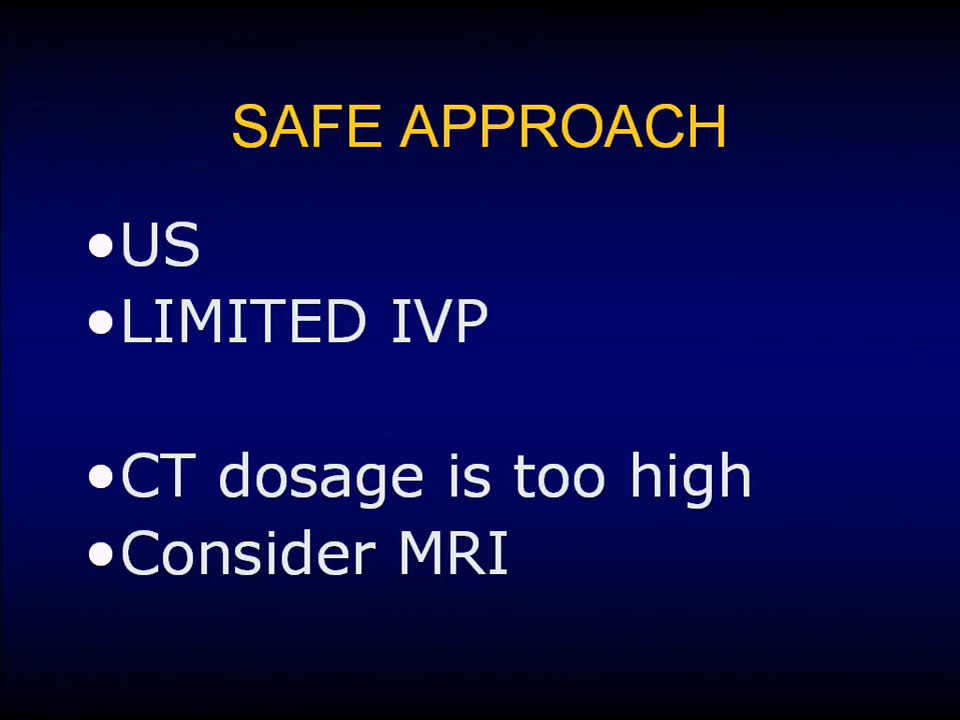 SAFE APPROACH
•US
•LIMITED IVP
•CT dosage is too high
•Consider MRI